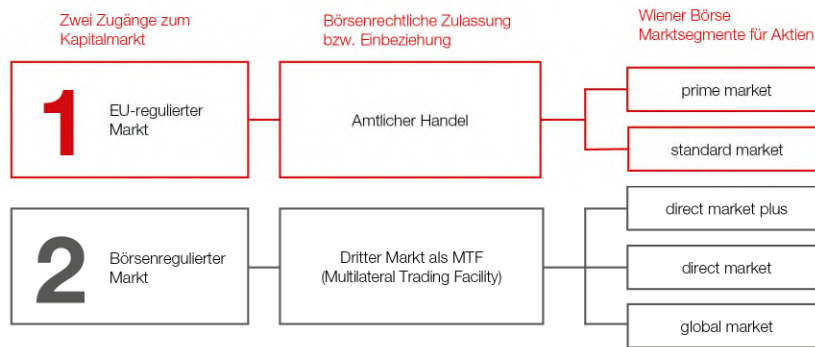 Zwei Zugänge zum
Kapitalmarkt
Börsenrechtliche Zulassung
bzw. Einbeziehung
Wiener Börse
Marktsegmente für Aktien
1
EU-regulierter
Markt
Amtlicher Handel
prime market
standard market
2
Börsenregulierter
Markt
Dritter Markt als MTF
(Multilateral Trading Facility)
direct market plus
direct market
global market